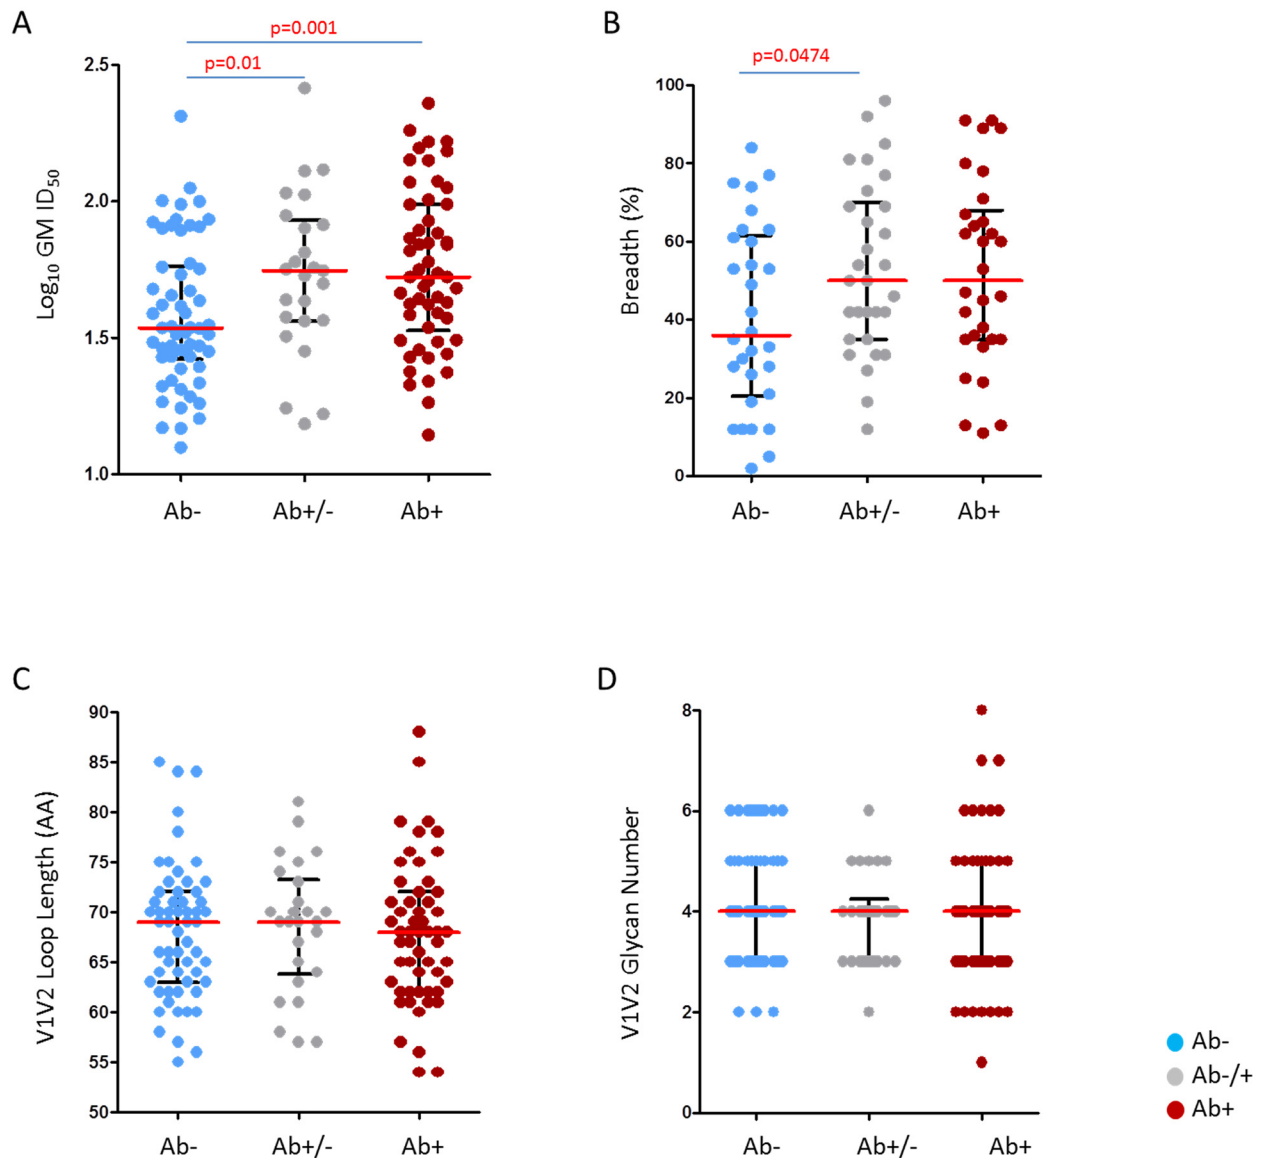 A
p=0.001
p=0.01
Log10 GM ID50
2.5
2.0
1.5
1.0
Ab-
Ab+/-
Ab+
B
p=0.0474
Breadth (%)
100
80
60
40
20
0
Ab-
Ab+/-
Ab+
C
V1V2 Loop Length (AA)
90
85
80
75
70
65
60
55
50
Ab-
Ab+/-
Ab+
D
V1V2 Glycan Number
8
6
4
2
0
Ab-
Ab+/-
Ab+
Ab-
Ab-/+
Ab+